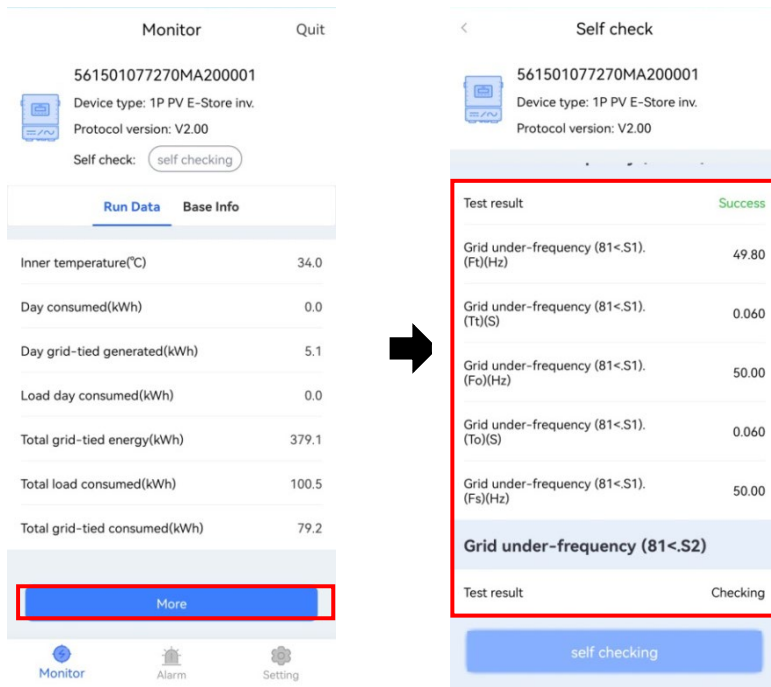 Monitor
Quit
561501077270MA200001
Device type: 1P PV E-Store inv.
Protocol version: V2.00
Self check: self checking
Run Data Base Info
Inner temperature(℃) 34.0
Day consumed(kWh) 0.0
Day grid-tied generated(kWh) 5.1
Load day consumed(kWh) 0.0
Total grid-tied energy(kWh) 379.1
Total load consumed(kWh) 100.5
Total grid-tied consumed(kWh) 79.2
More
Monitor Alarm Setting
Self check
561501077270MA200001
Device type: 1P PV E-Store inv.
Protocol version: V2.00
Test result Success
Grid under-frequency (81<.S1).
(Ft)(Hz) 49.80
Grid under-frequency (81<.S1).
(Tt)(S) 0.060
Grid under-frequency (81<.S1).
(Fo)(Hz) 50.00
Grid under-frequency (81<.S1).
(To)(S) 0.060
Grid under-frequency (81<.S1).
(Fs)(Hz) 50.00
Grid under-frequency (81<.S2)
Test result Checking
self checking